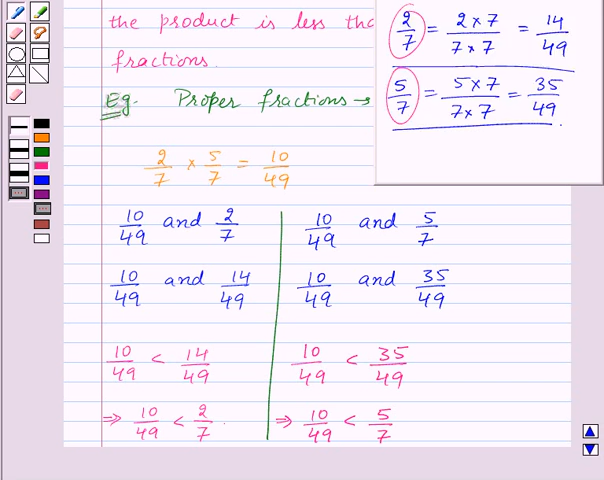 the product is less tha
fractions.
Eg. Proper fractions →
2/7 × 5/7 = 10/49
10/49 and 2/7
10/49 and 14/49
10/49 < 14/49
⇒ 10/49 < 2/7.
10/49 and 5/7
10/49 and 35/49
10/49 < 35/49
⇒ 10/49 < 5/7
2/7 = 2×7/7×7 = 14/49
5/7 = 5×7/7×7 = 35/49.